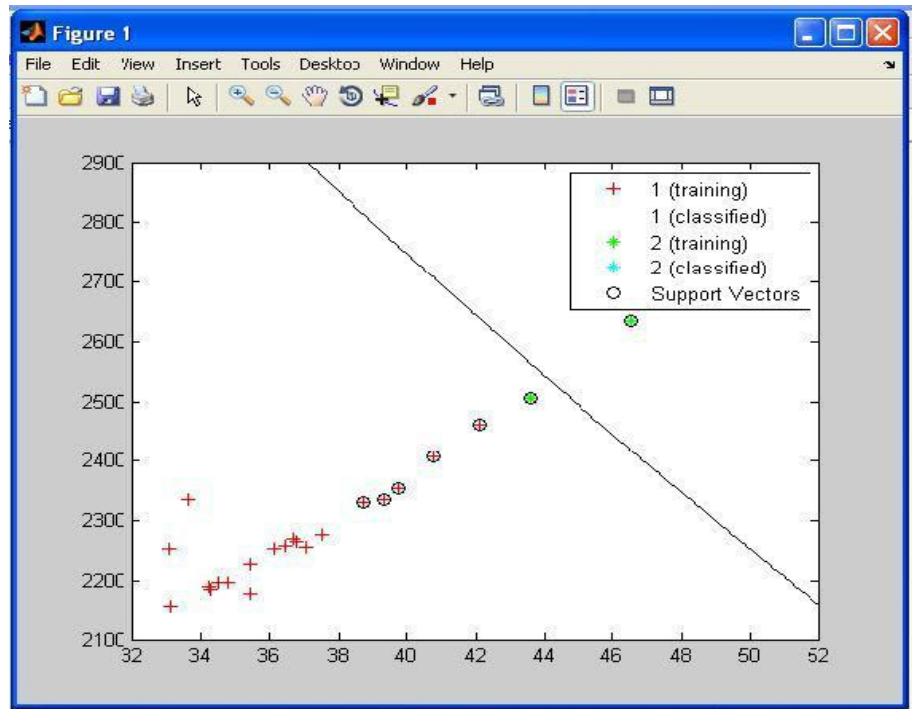 Figure 1
File Edit View Insert Tools Desktop Window Help
2900
2800
2700
2600
2500
2400
2300
2200
2100
32 34 36 38 40 42 44 46 48 50 52
1 (training)
1 (classified)
2 (training)
2 (classified)
Support Vectors